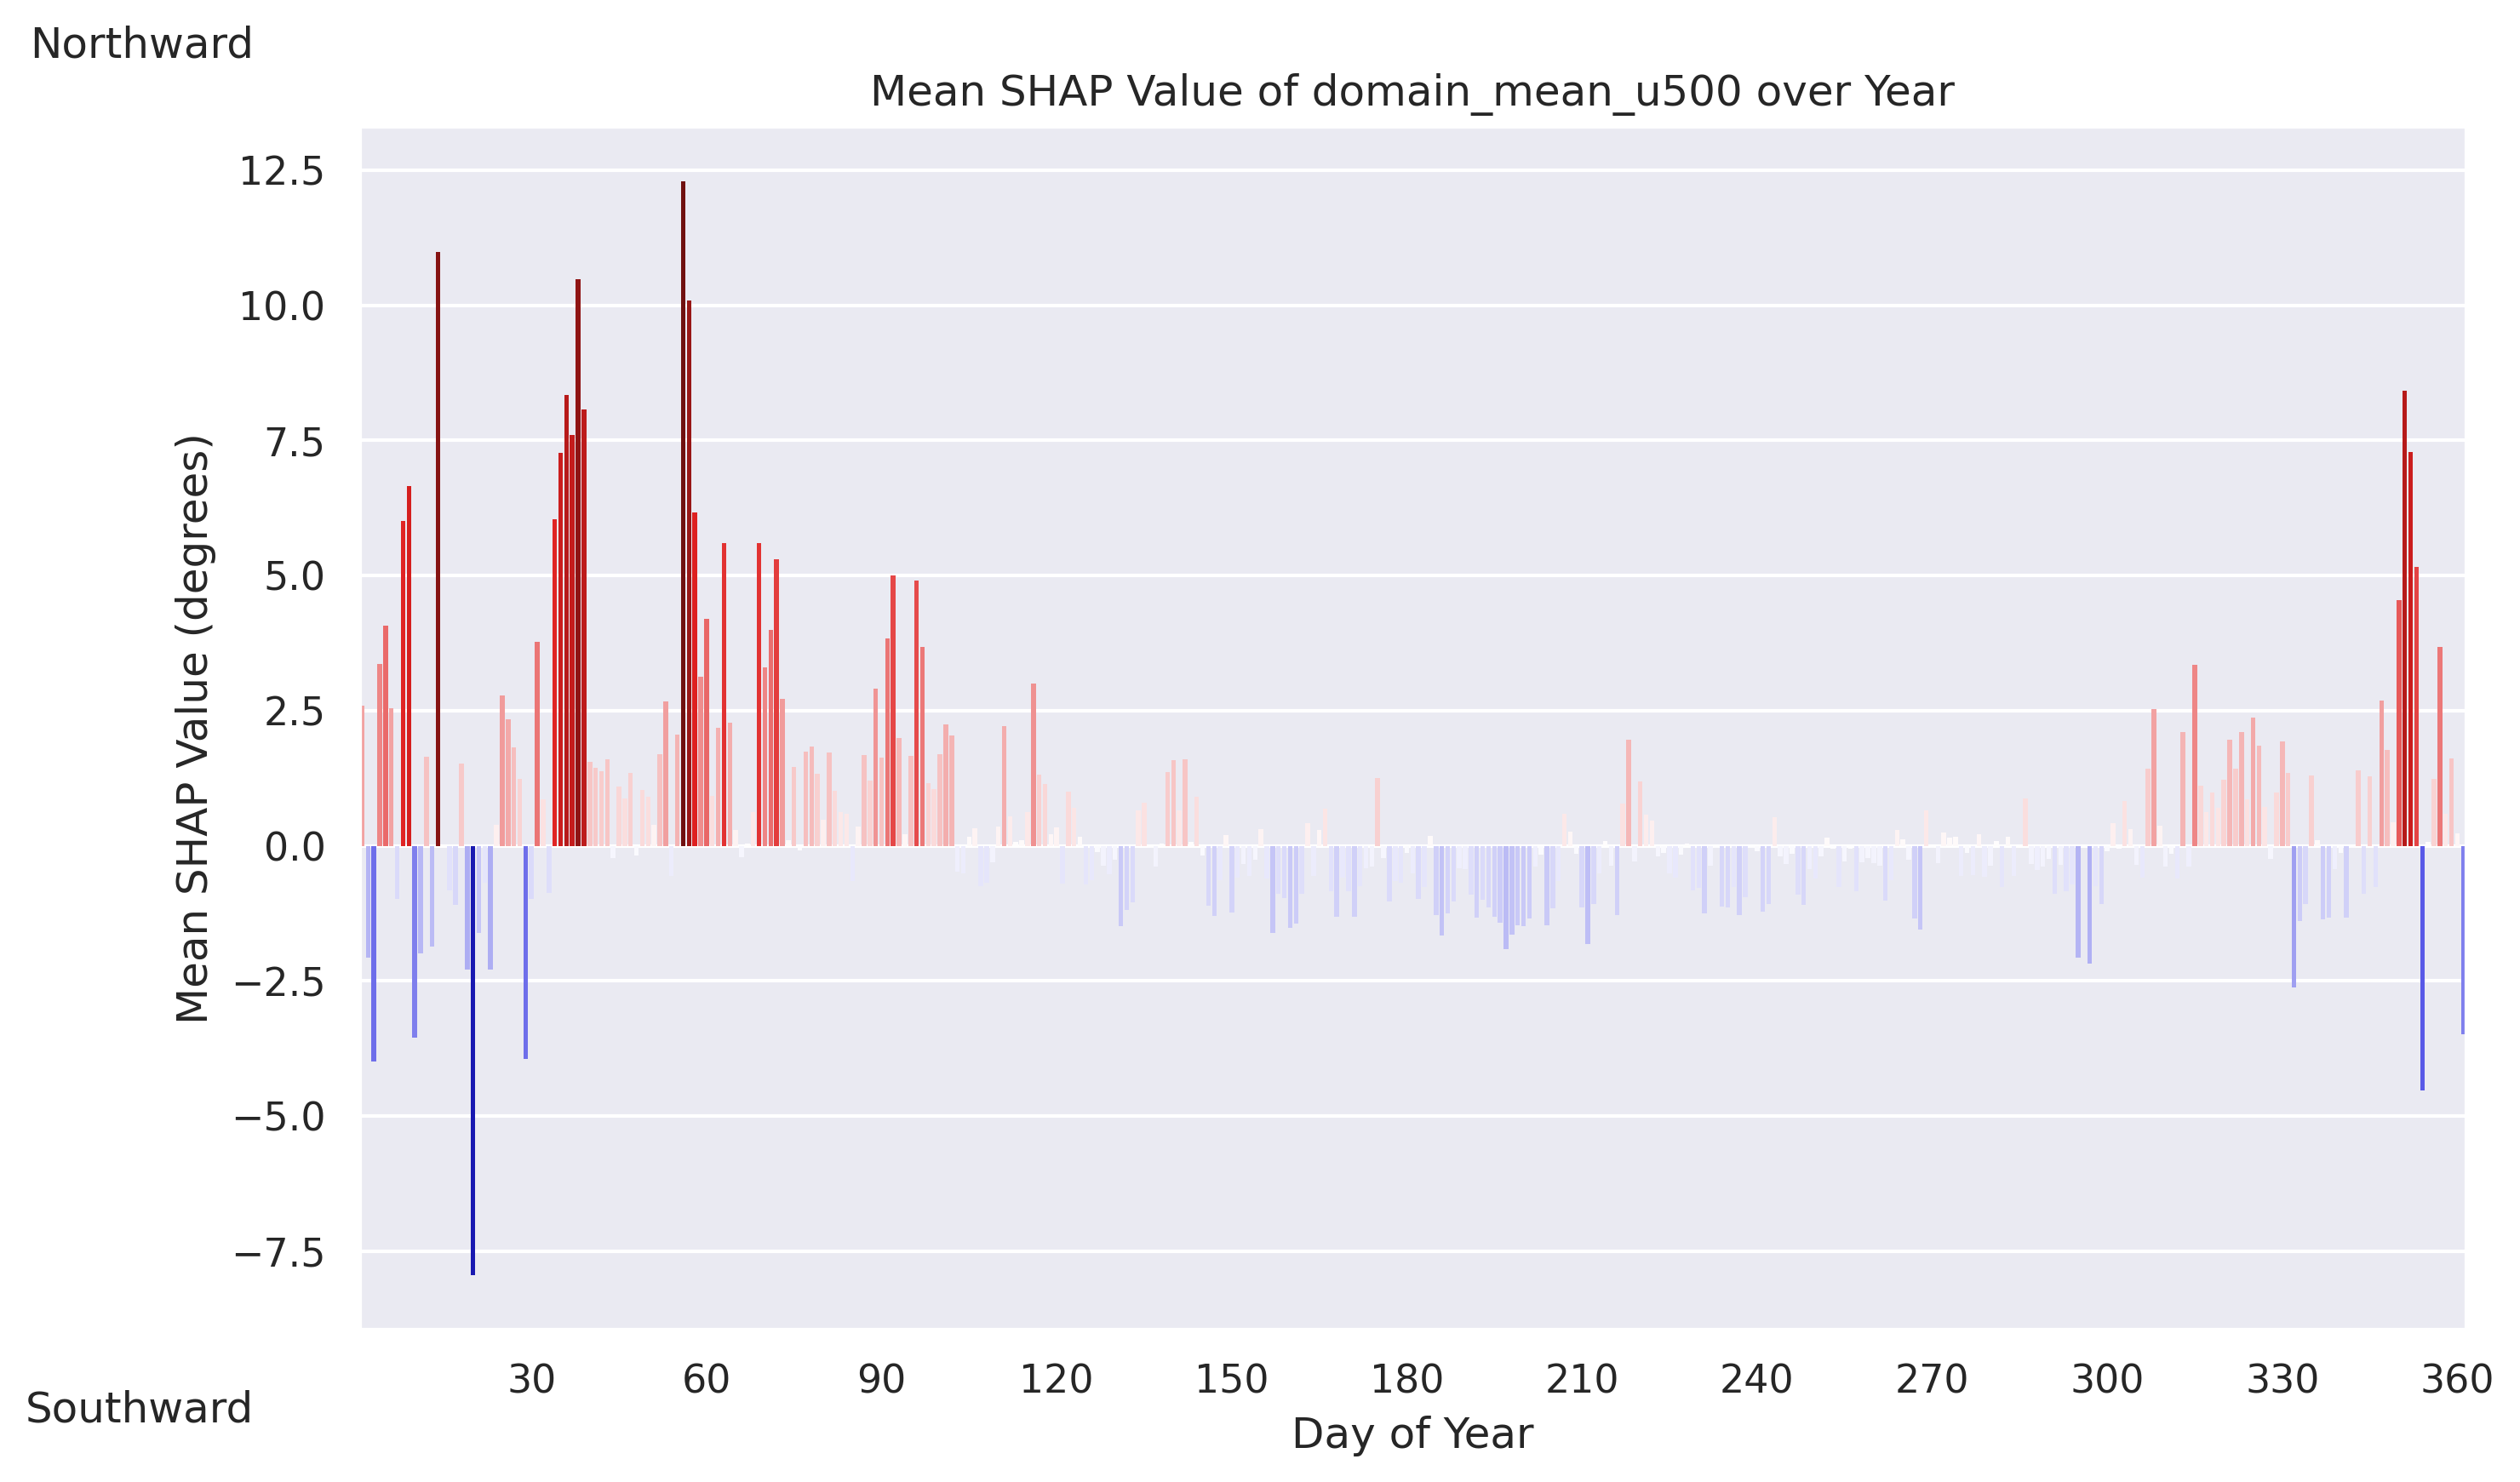 Northward
Mean SHAP Value of domain_mean_u500 over Year
12.5
10.0
7.5
5.0
2.5
0.0
−2.5
−5.0
−7.5
Mean SHAP Value (degrees)
30 60 90 120 150 180 210 240 270 300 330 360
Southward
Day of Year